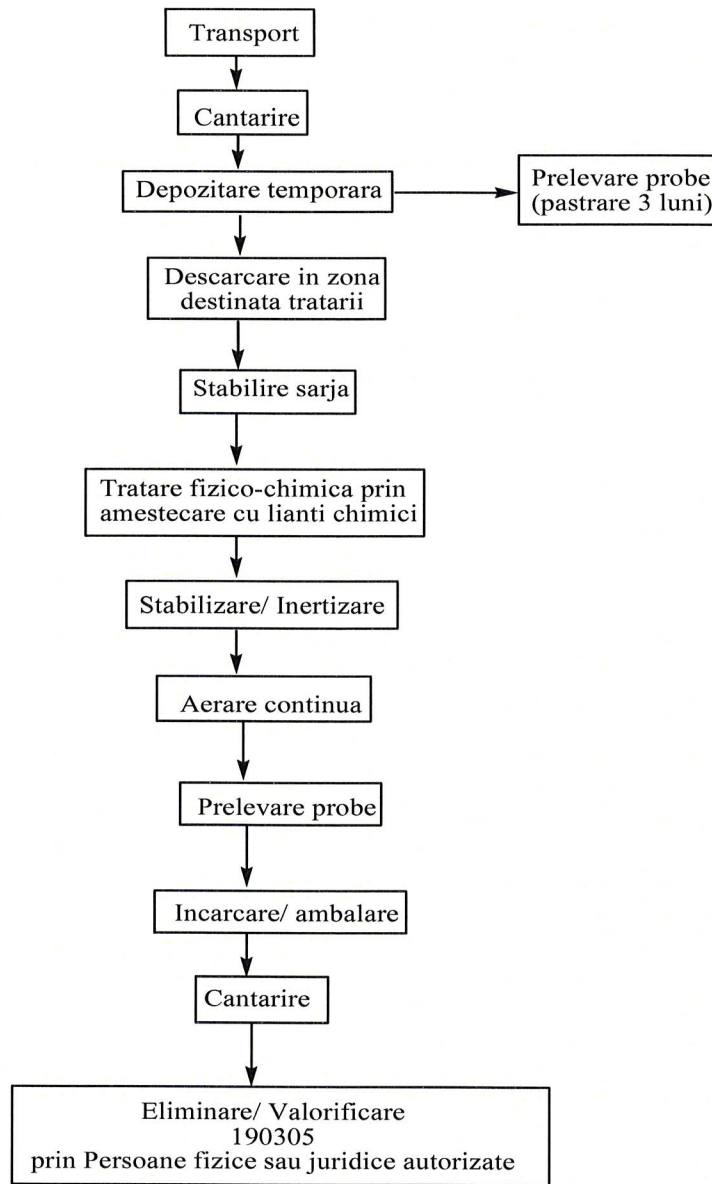 Transport
Cantarire
Depozitare temporara
Prelevare probe
(pastrare 3 luni)
Descarcare in zona
destinata tratarii
Stabilire sarja
Tratare fizico-chimica prin
amestecare cu lianti chimici
Stabilizare/ Inertizare
Aerare continua
Prelevare probe
Incarcare/ ambalare
Cantarire
Eliminare/ Valorificare
190305
prin Persoane fizice sau juridice autorizate